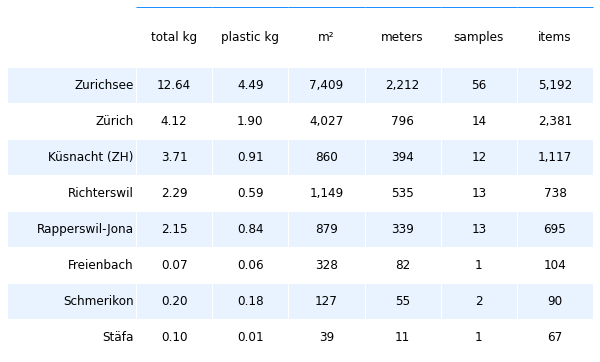 total kg plastic kg m² meters samples items
Zurichsee 12.64 4.49 7,409 2,212 56 5,192
Zürich 4.12 1.90 4,027 796 14 2,381
Küsnacht (ZH) 3.71 0.91 860 394 12 1,117
Richterswil 2.29 0.59 1,149 535 13 738
Rapperswil-Jona 2.15 0.84 879 339 13 695
Freienbach 0.07 0.06 328 82 1 104
Schmerikon 0.20 0.18 127 55 2 90
Stäfa 0.10 0.01 39 11 1 67